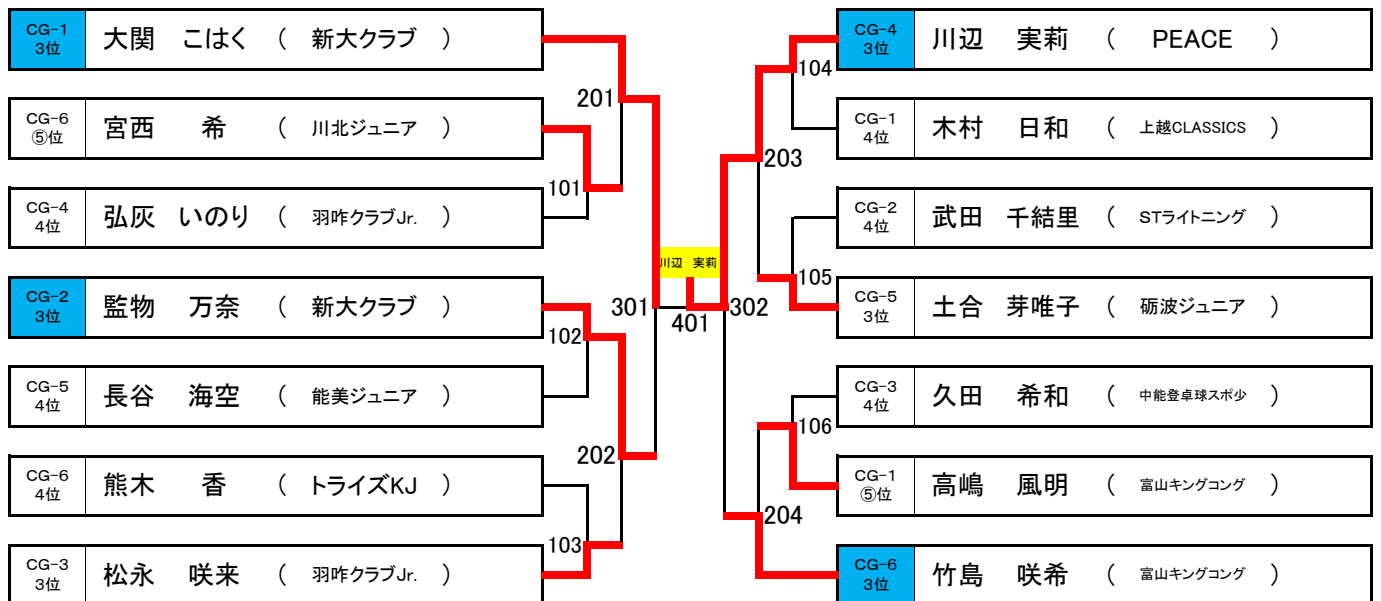 CG-1
3位
大関 こはく ( 新大クラブ )
CG-6
⑤位
宮西 希 ( 川北ジュニア )
CG-4
4位
弘灰 いのり ( 羽咋クラブJr. )
CG-2
3位
監物 万奈 ( 新大クラブ )
CG-5
4位
長谷 海空 ( 能美ジュニア )
CG-6
4位
熊木 香 ( トライズKJ )
CG-3
3位
松永 咲来 ( 羽咋クラブJr. )
201
101
102
202
103
301
川辺 実莉
401
302
104
203
105
106
204
CG-4
3位
川辺 実莉 ( PEACE )
CG-1
4位
木村 日和 ( 上越CLASSICS )
CG-2
4位
武田 千結里 ( STライトニング )
CG-5
3位
土合 芽唯子 ( 砺波ジュニア )
CG-3
4位
久田 希和 ( 中能登卓球スポ少 )
CG-1
⑤位
高嶋 風明 ( 富山キングコング )
CG-6
3位
竹島 咲希 ( 富山キングコング )